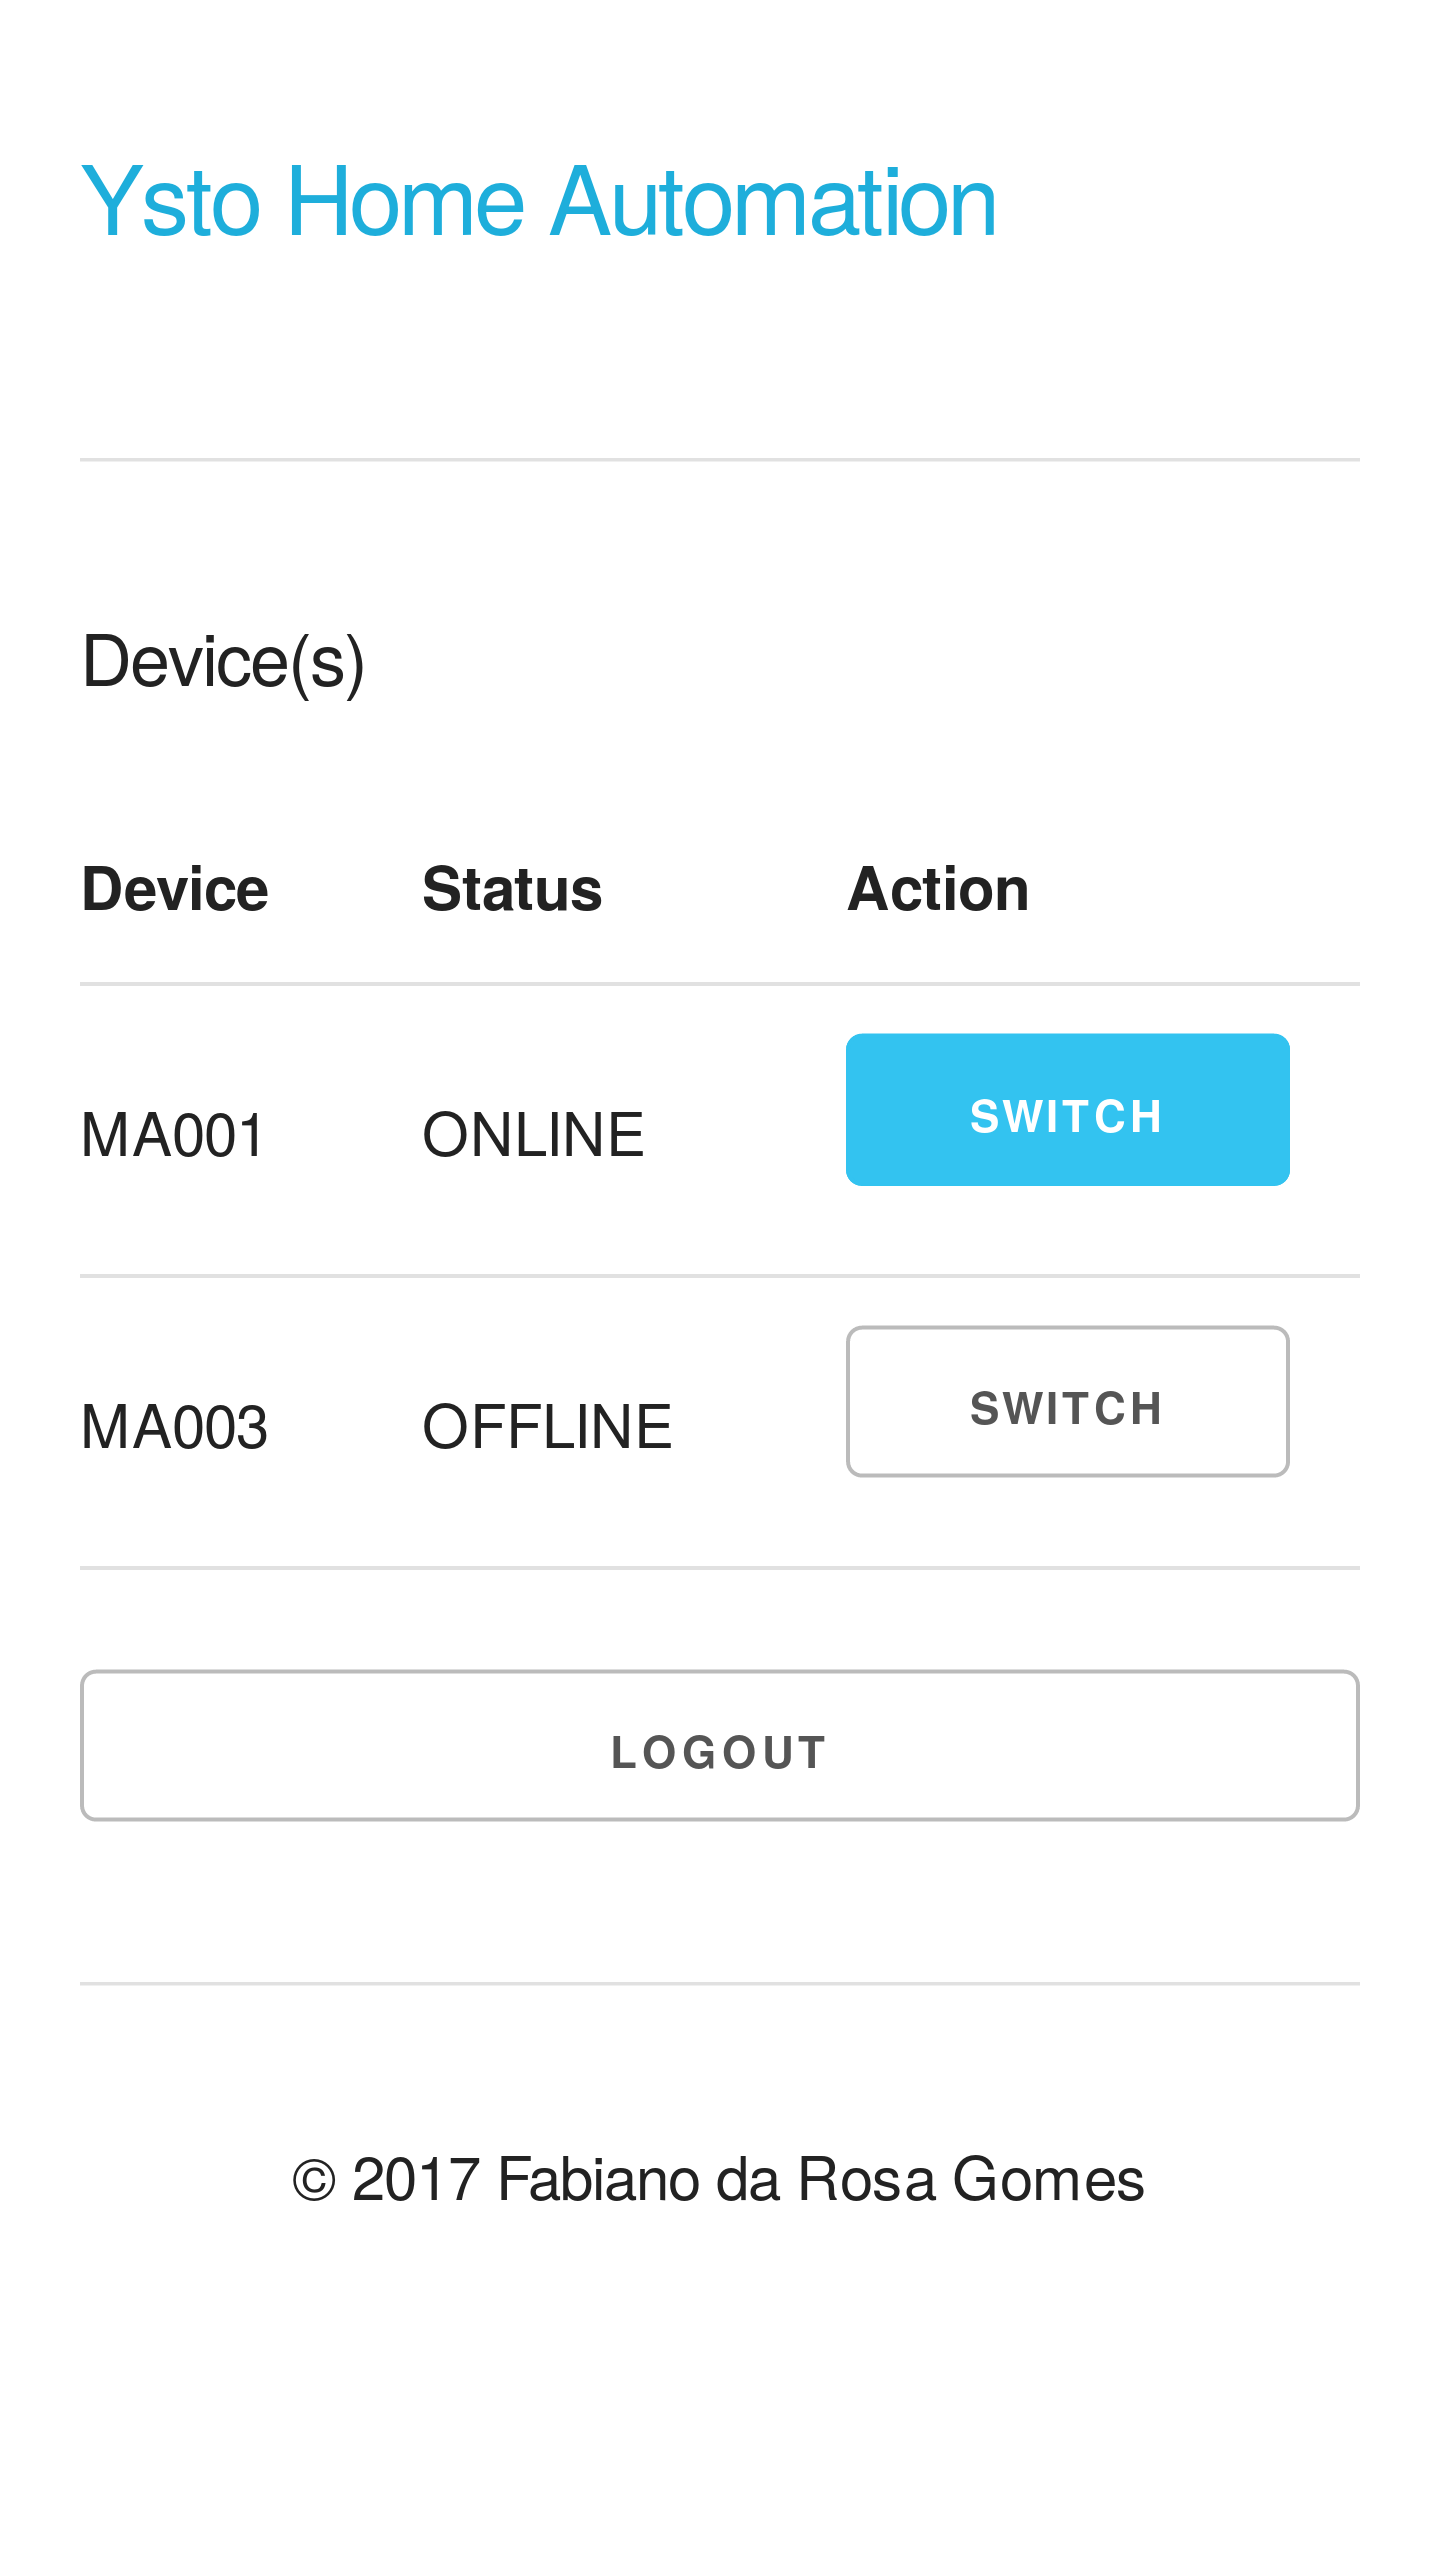 Ysto Home Automation
Device(s)
Device Status Action
MA001 ONLINE SWITCH
MA003 OFFLINE SWITCH
LOGOUT
© 2017 Fabiano da Rosa Gomes